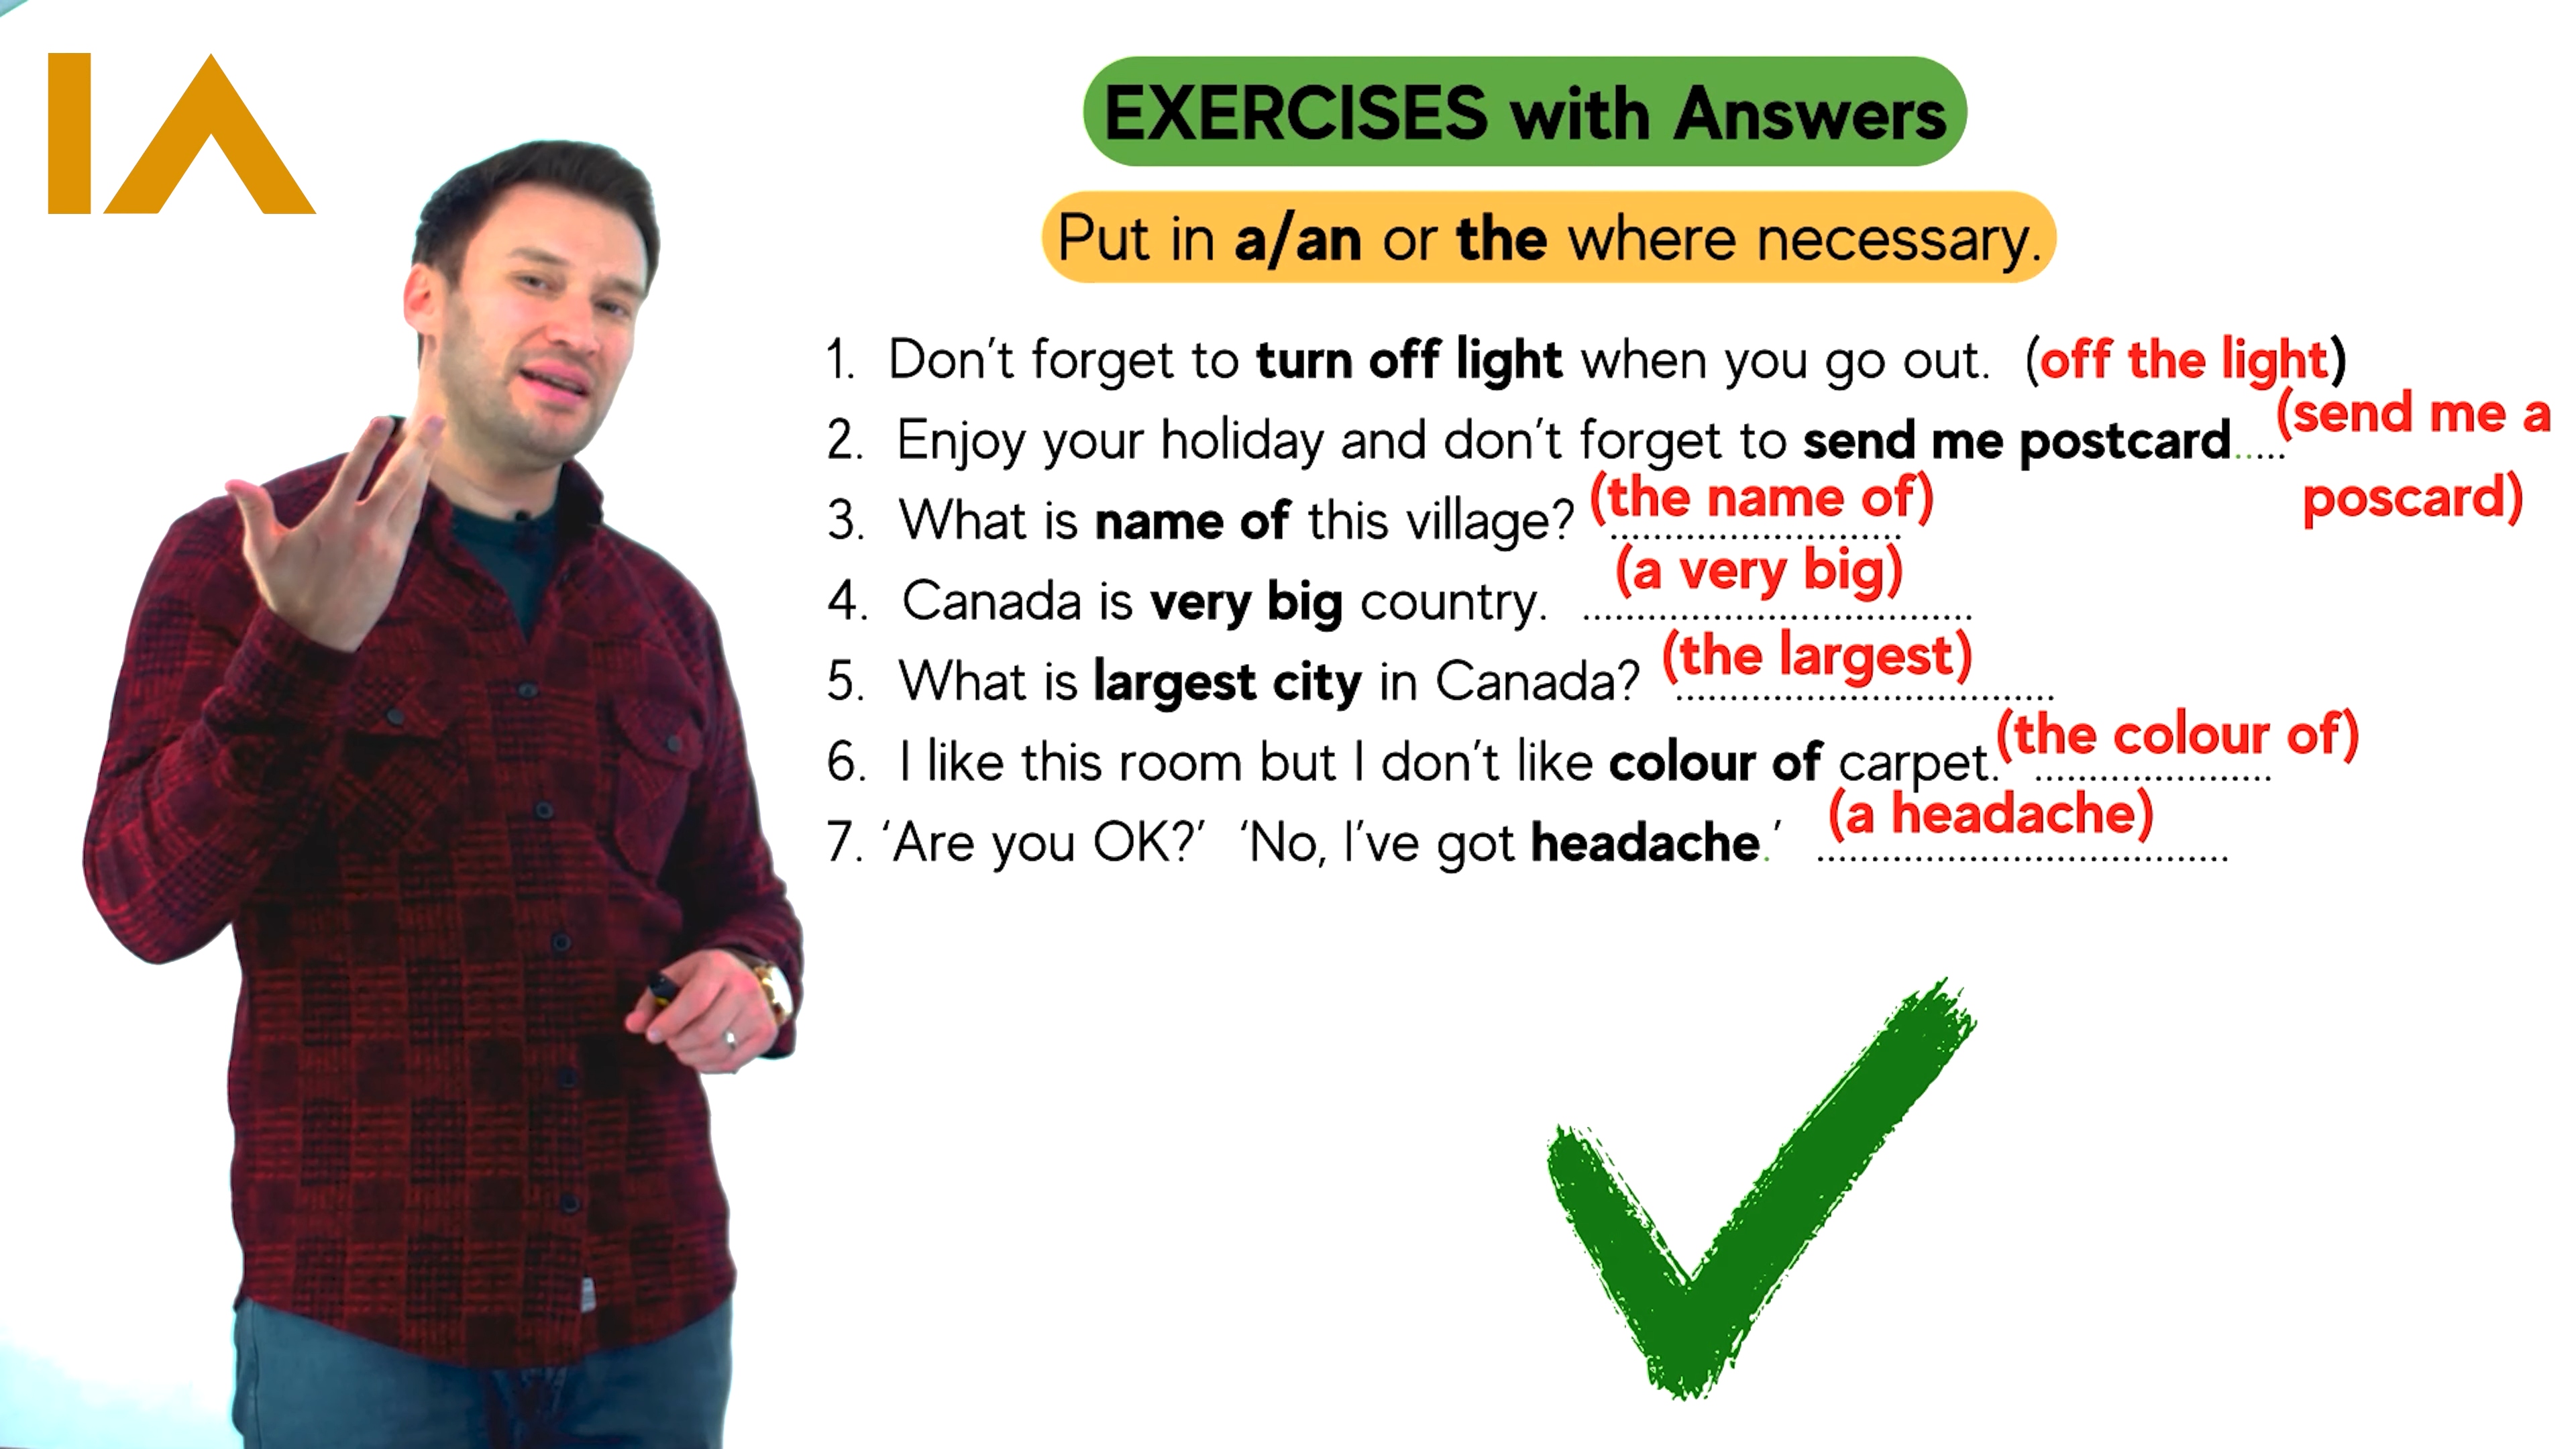 IA
EXERCISES with Answers
Put in a/an or the where necessary.
1. Don't forget to turn off light when you go out. (off the light)
2. Enjoy your holiday and don't forget to send me postcard..... (send me a
poscard)
3. What is name of this village? (the name of)
4. Canada is very big country. (a very big)
5. What is largest city in Canada? (the largest)
6. I like this room but I don't like colour of carpet. (the colour of)
7. 'Are you OK?' 'No, I've got headache.' (a headache)